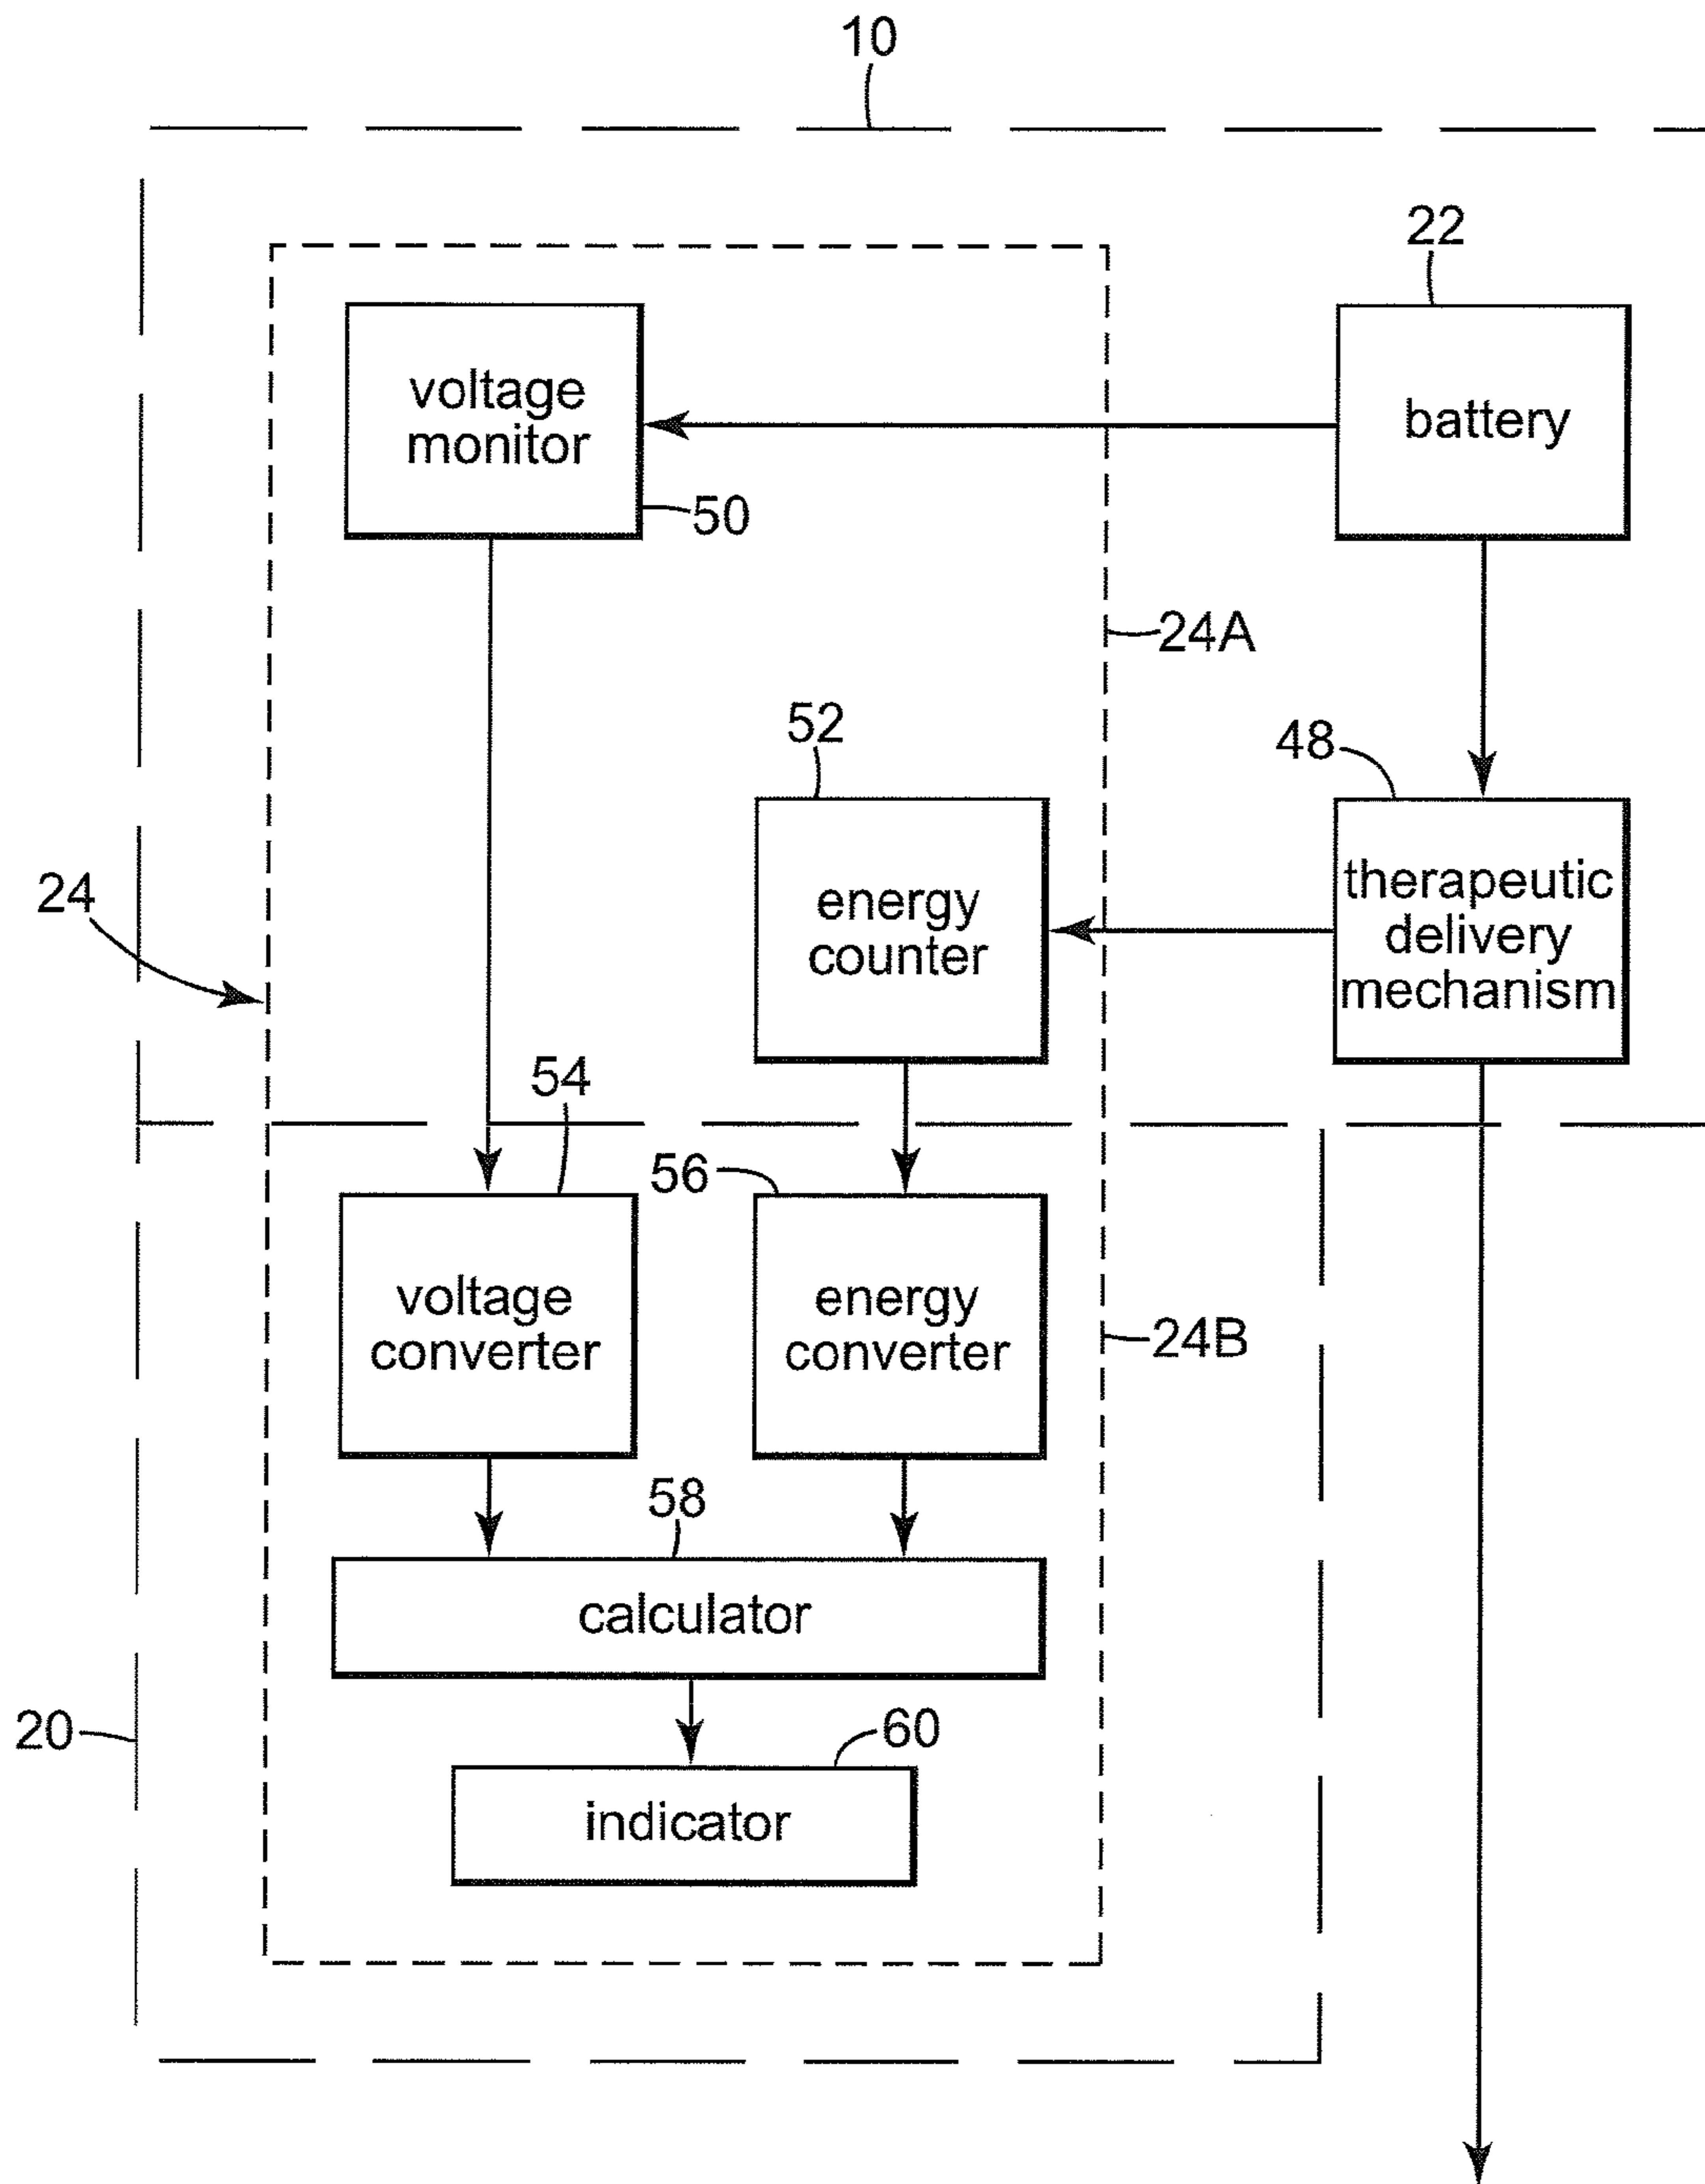 10
22
voltage
monitor
50
battery
24A
52
48
energy
counter
therapeutic
delivery
mechanism
24
54
56
voltage
converter
energy
converter
24B
58
calculator
20
60
indicator